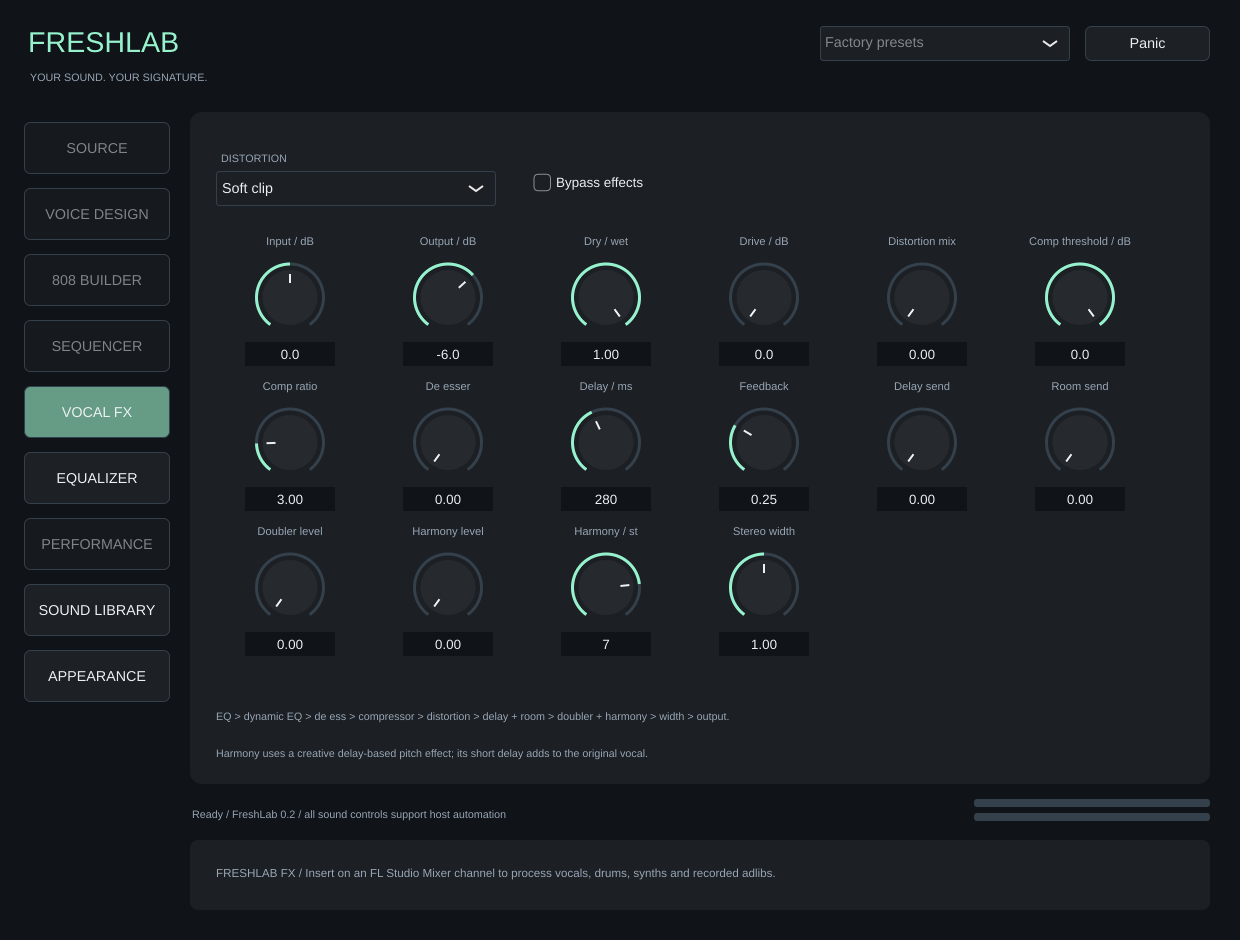 FRESHLAB
YOUR SOUND. YOUR SIGNATURE.
Factory presets
Panic
SOURCE
VOICE DESIGN
808 BUILDER
SEQUENCER
VOCAL FX
EQUALIZER
PERFORMANCE
SOUND LIBRARY
APPEARANCE
DISTORTION
Soft clip
Bypass effects
Input / dB
Output / dB
Dry / wet
Drive / dB
Distortion mix
Comp threshold / dB
0.0
-6.0
1.00
0.0
0.00
0.0
Comp ratio
De esser
Delay / ms
Feedback
Delay send
Room send
3.00
0.00
280
0.25
0.00
0.00
Doubler level
Harmony level
Harmony / st
Stereo width
0.00
0.00
7
1.00
EQ > dynamic EQ > de ess > compressor > distortion > delay + room > doubler + harmony > width > output.
Harmony uses a creative delay-based pitch effect; its short delay adds to the original vocal.
Ready / FreshLab 0.2 / all sound controls support host automation
FRESHLAB FX / Insert on an FL Studio Mixer channel to process vocals, drums, synths and recorded adlibs.